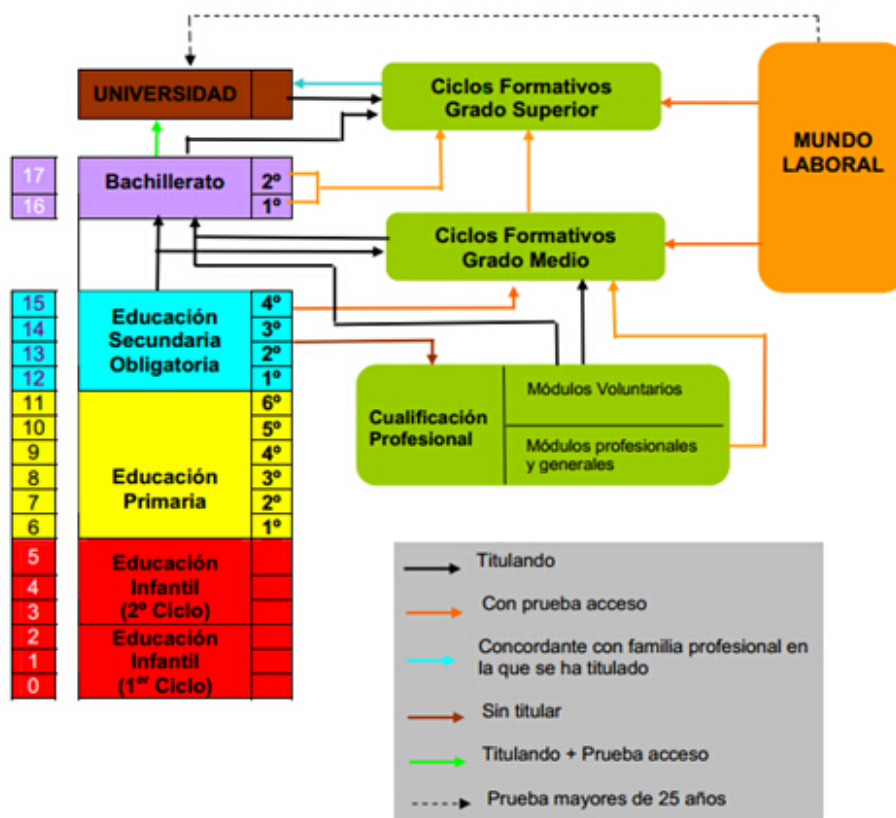 UNIVERSIDAD
Ciclos Formativos
Grado Superior
MUNDO
LABORAL
17
Bachillerato
2º
16
1º
Ciclos Formativos
Grado Medio
15
Educación
Secundaria
Obligatoria
4º
14
3º
13
2º
12
1º
Cualificación
Profesional
Módulos Voluntarios
Módulos profesionales
y generales
11
6º
10
5º
9
4º
8
Educación
Primaria
3º
7
2º
6
1º
5
Educación
Infantil
(2º Ciclo)
4
3
2
Educación
Infantil
(1er Ciclo)
1
0
Titulando
Con prueba acceso
Concordante con familia profesional en
la que se ha titulado
Sin titular
Titulando + Prueba acceso
Prueba mayores de 25 años